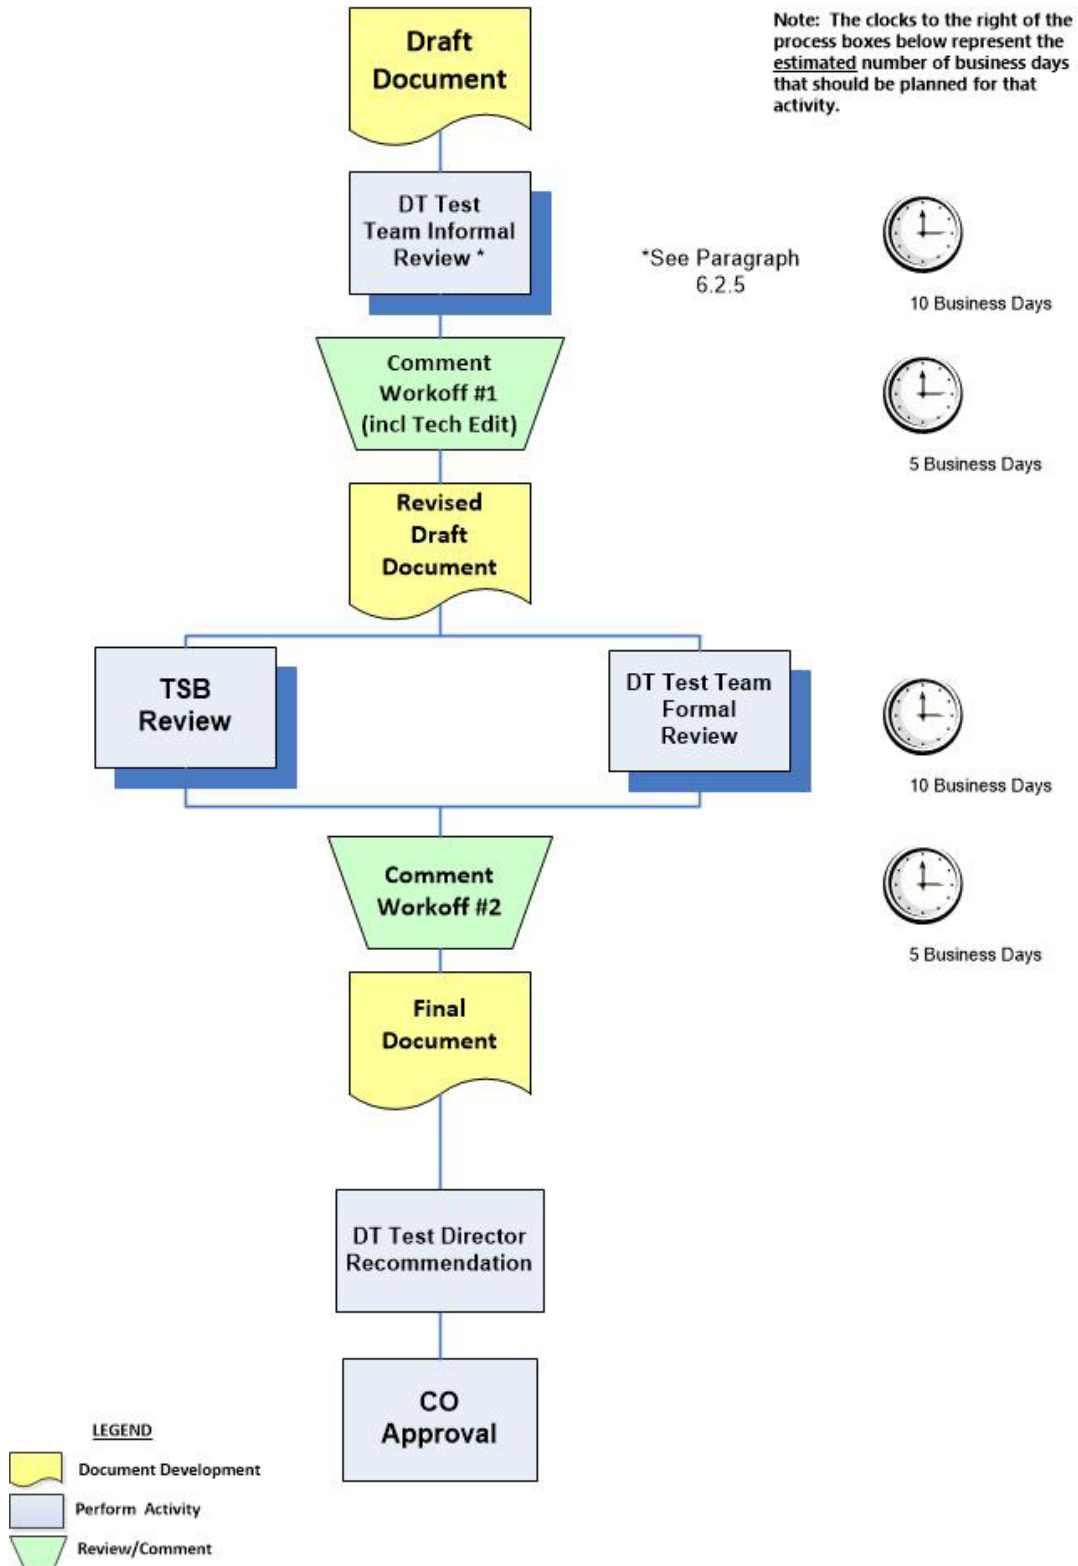 Draft
Document
Note: The clocks to the right of the
process boxes below represent the
estimated number of business days
that should be planned for that
activity.
DT Test
Team Informal
Review *
*See Paragraph
6.2.5
10 Business Days
Comment
Workoff #1
(incl Tech Edit)
5 Business Days
Revised
Draft
Document
TSB
Review
DT Test Team
Formal
Review
10 Business Days
Comment
Workoff #2
5 Business Days
Final
Document
DT Test Director
Recommendation
CO
Approval
LEGEND
Document Development
Perform Activity
Review/Comment